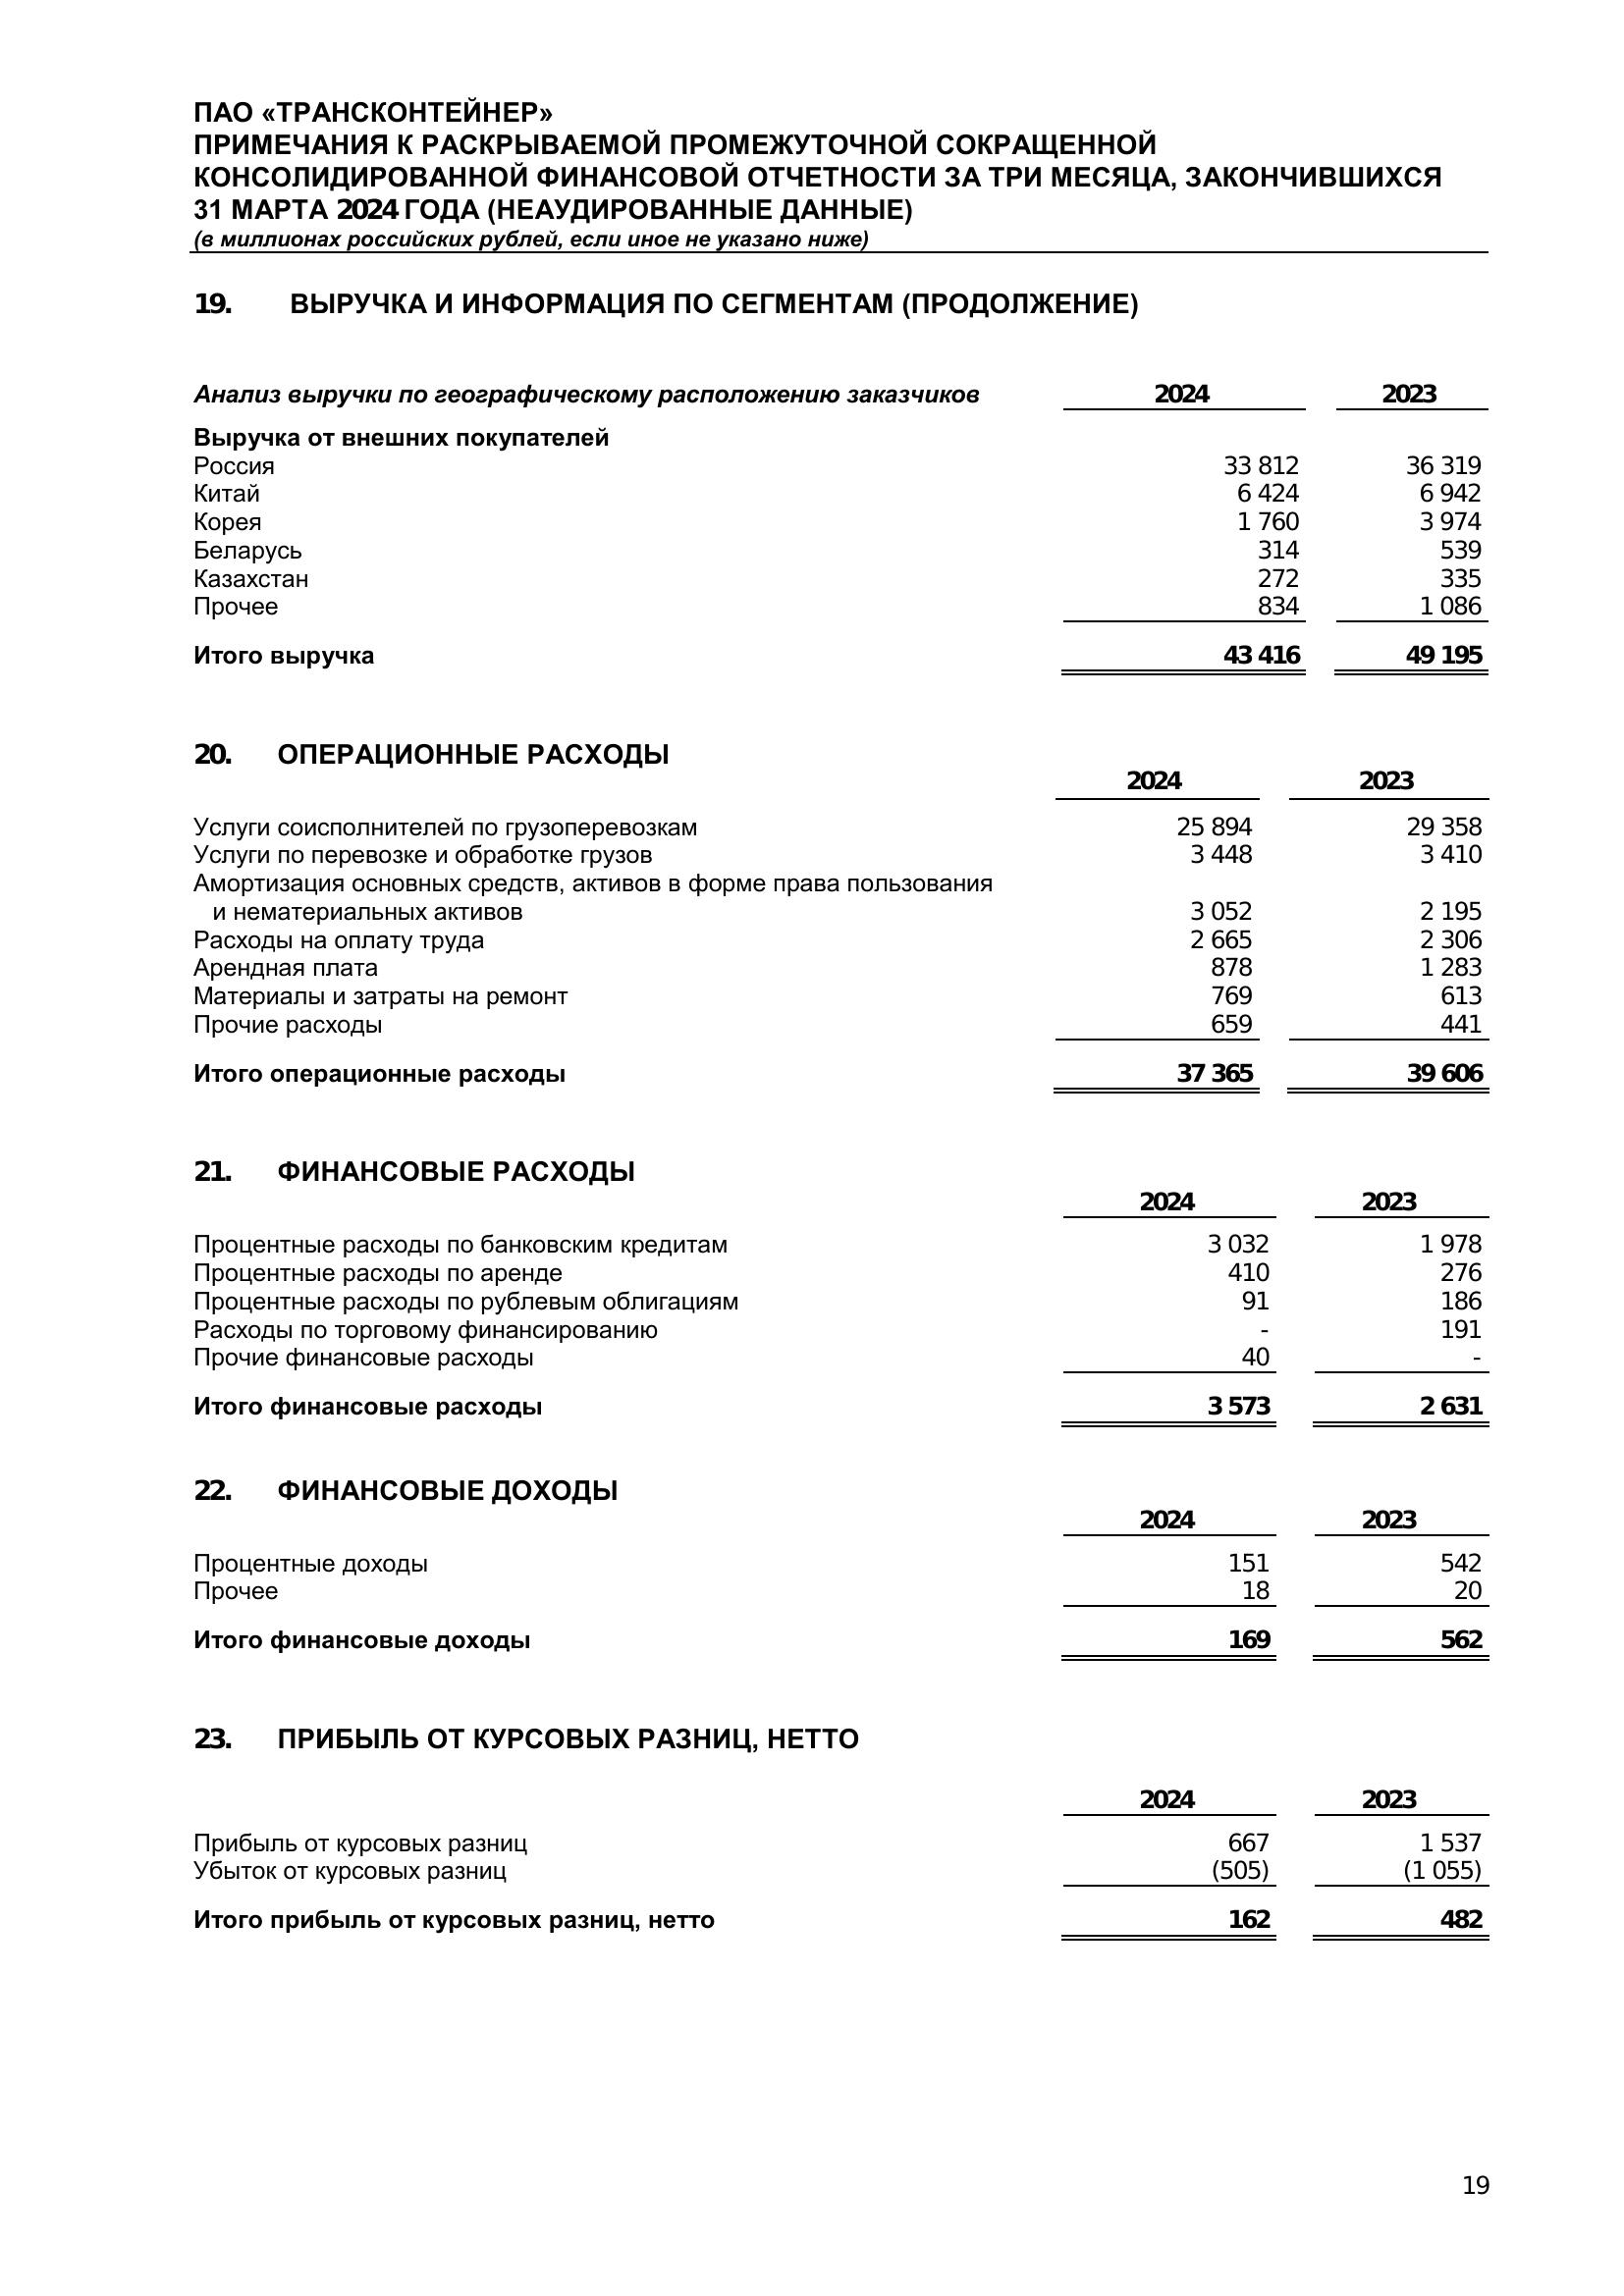 ПАО «ТРАНСКОНТЕЙНЕР»
ПРИМЕЧАНИЯ К РАСКРЫВАЕМОЙ ПРОМЕЖУТОЧНОЙ СОКРАЩЕННОЙ
КОНСОЛИДИРОВАННОЙ ФИНАНСОВОЙ ОТЧЕТНОСТИ ЗА ТРИ МЕСЯЦА, ЗАКОНЧИВШИХСЯ
31 МАРТА 2024 ГОДА (НЕАУДИРОВАННЫЕ ДАННЫЕ)
(в миллионах российских рублей, если иное не указано ниже)
19. ВЫРУЧКА И ИНФОРМАЦИЯ ПО СЕГМЕНТАМ (ПРОДОЛЖЕНИЕ)
Анализ выручки по географическому расположению заказчиков 2024 2023
Выручка от внешних покупателей
Россия 33 812 36 319
Китай 6 424 6 942
Корея 1 760 3 974
Беларусь 314 539
Казахстан 272 335
Прочее 834 1 086
Итого выручка 43 416 49 195
20. ОПЕРАЦИОННЫЕ РАСХОДЫ
2024 2023
Услуги соисполнителей по грузоперевозкам 25 894 29 358
Услуги по перевозке и обработке грузов 3 448 3 410
Амортизация основных средств, активов в форме права пользования
и нематериальных активов 3 052 2 195
Расходы на оплату труда 2 665 2 306
Арендная плата 878 1 283
Материалы и затраты на ремонт 769 613
Прочие расходы 659 441
Итого операционные расходы 37 365 39 606
21. ФИНАНСОВЫЕ РАСХОДЫ
2024 2023
Процентные расходы по банковским кредитам 3 032 1 978
Процентные расходы по аренде 410 276
Процентные расходы по рублевым облигациям 91 186
Расходы по торговому финансированию - 191
Прочие финансовые расходы 40 -
Итого финансовые расходы 3 573 2 631
22. ФИНАНСОВЫЕ ДОХОДЫ
2024 2023
Процентные доходы 151 542
Прочее 18 20
Итого финансовые доходы 169 562
23. ПРИБЫЛЬ ОТ КУРСОВЫХ РАЗНИЦ, НЕТТО
2024 2023
Прибыль от курсовых разниц 667 1 537
Убыток от курсовых разниц (505) (1 055)
Итого прибыль от курсовых разниц, нетто 162 482
19